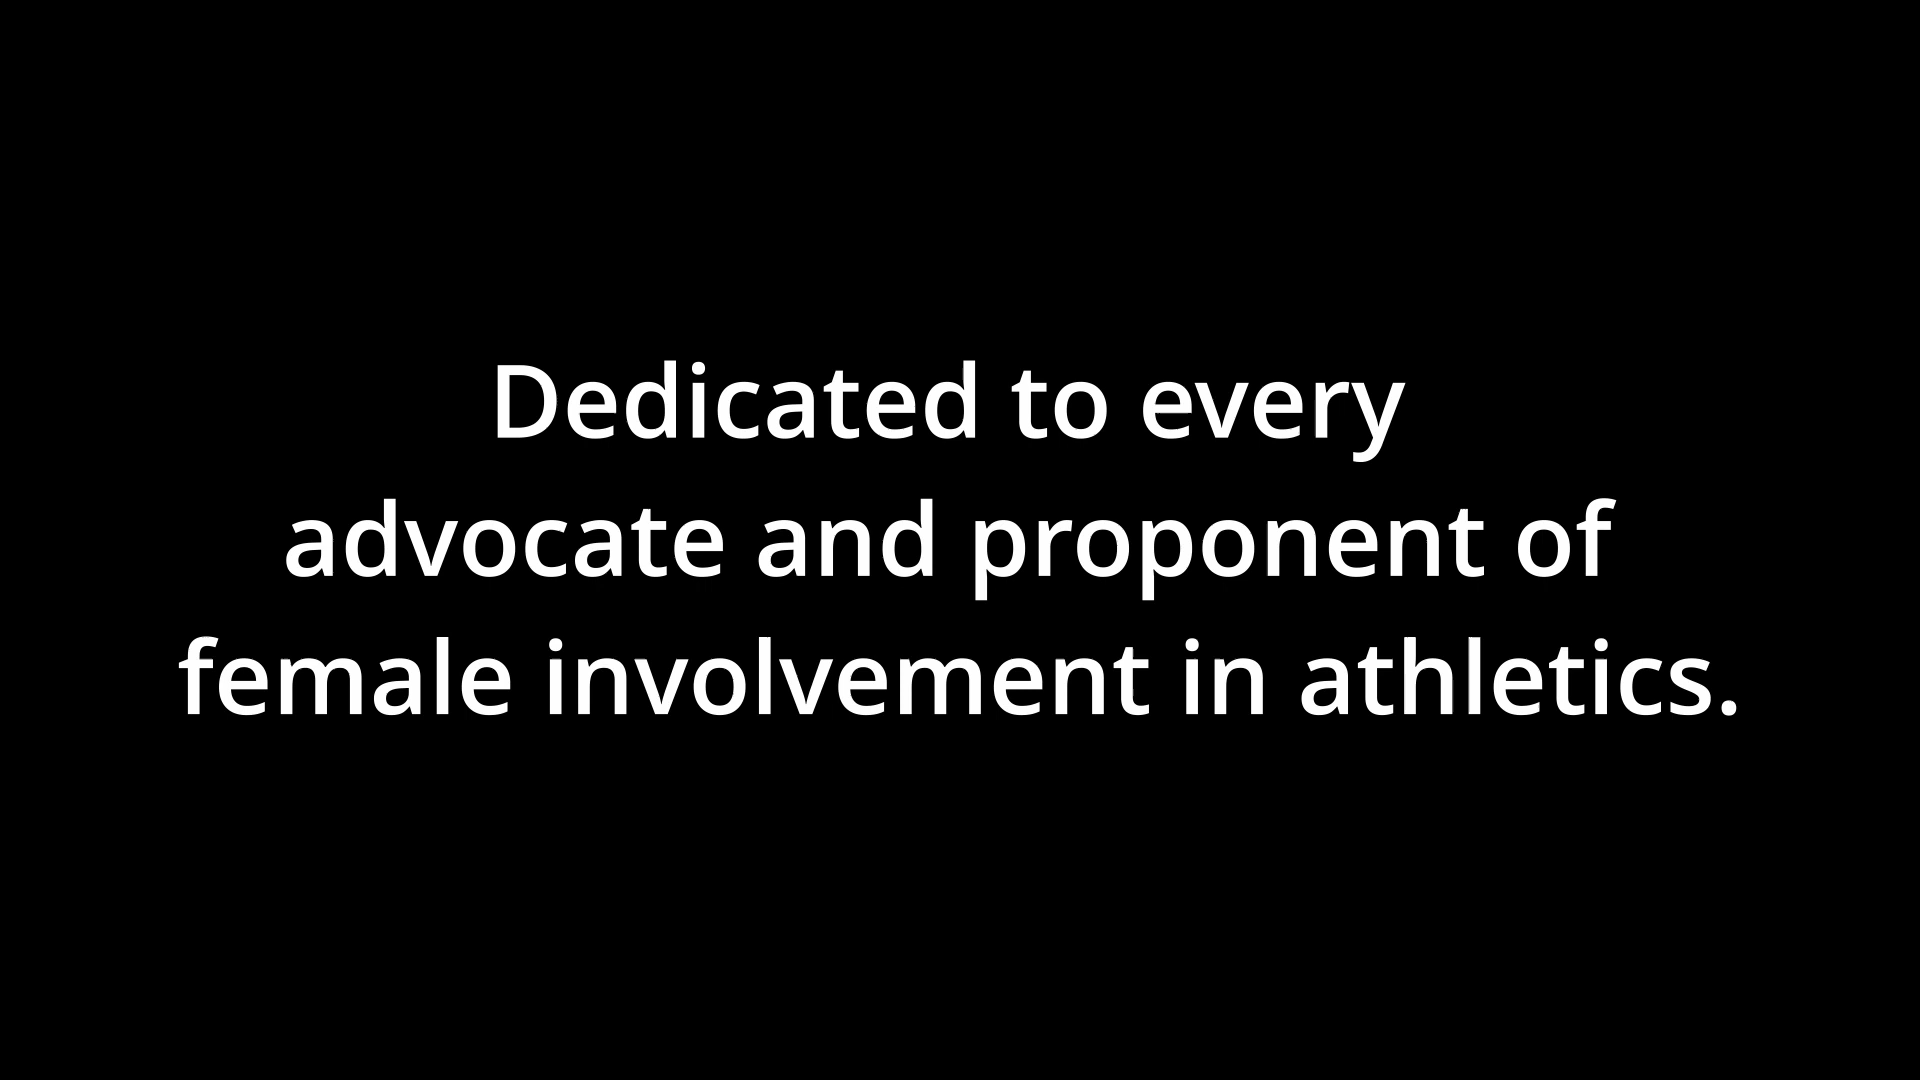 Dedicated to every
advocate and proponent of
female involvement in athletics.